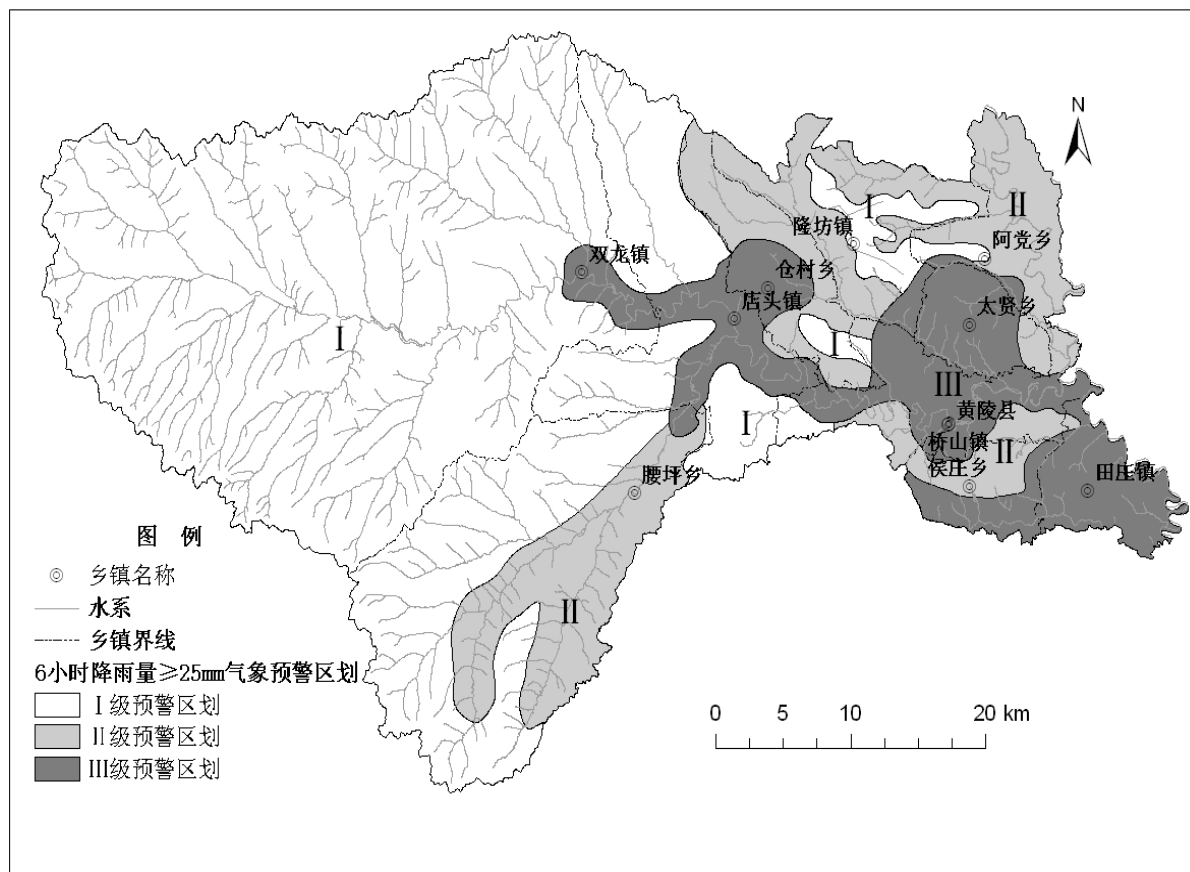 N
Ⅰ
Ⅱ
隆坊镇
阿党乡
双龙镇
仓村乡
店头镇
太贤乡
Ⅰ
Ⅰ
Ⅲ
黄陵县
Ⅰ
桥山镇
Ⅱ
侯庄乡
田庄镇
腰坪乡
Ⅱ
图 例
乡镇名称
水系
乡镇界线
6小时降雨量≥25mm气象预警区划
Ⅰ级预警区划
Ⅱ级预警区划
Ⅲ级预警区划
0 5 10 20 km